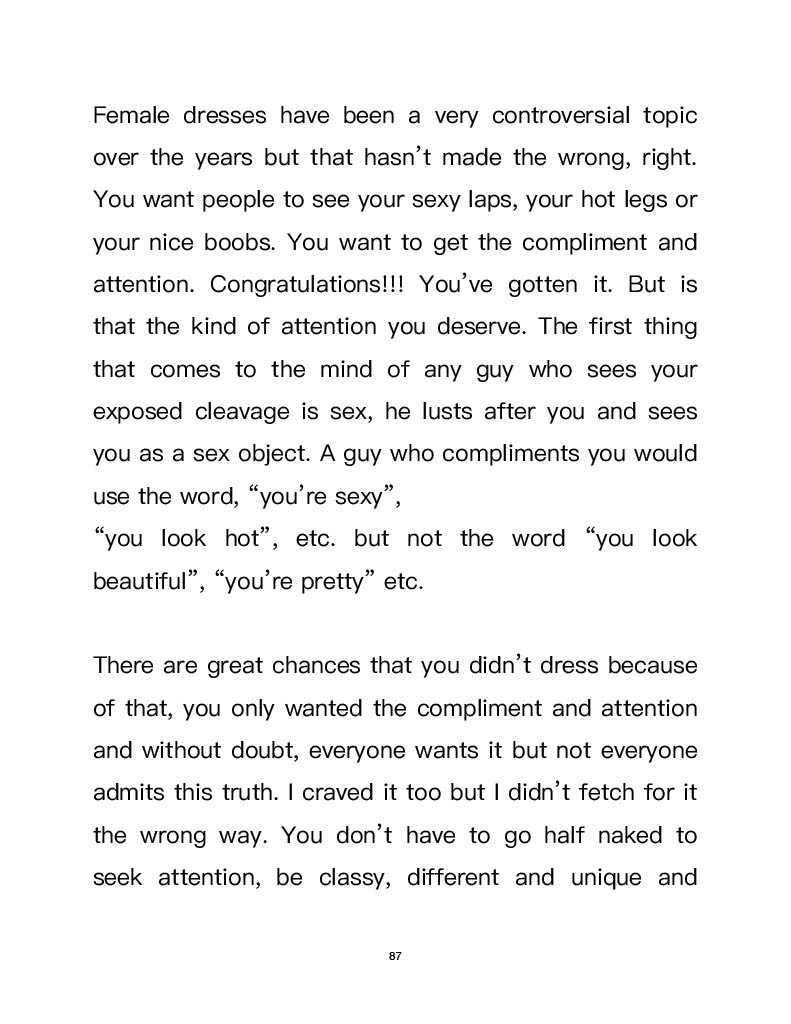 Female dresses have been a very controversial topic
over the years but that hasn’t made the wrong, right.
You want people to see your sexy laps, your hot legs or
your nice boobs. You want to get the compliment and
attention. Congratulations!!! You’ve gotten it. But is
that the kind of attention you deserve. The first thing
that comes to the mind of any guy who sees your
exposed cleavage is sex, he lusts after you and sees
you as a sex object. A guy who compliments you would
use the word, “you’re sexy”,
“you look hot”, etc. but not the word “you look
beautiful”, “you’re pretty” etc.
There are great chances that you didn’t dress because
of that, you only wanted the compliment and attention
and without doubt, everyone wants it but not everyone
admits this truth. I craved it too but I didn’t fetch for it
the wrong way. You don’t have to go half naked to
seek attention, be classy, different and unique and
87